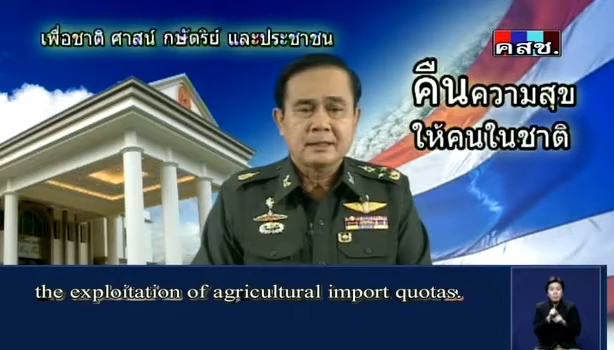 เพื่อชาติ ศาสน์ กษัตริย์ และประชาชน
คสช.
คืนความสุข
ให้คนในชาติ
the exploitation of agricultural import quotas.